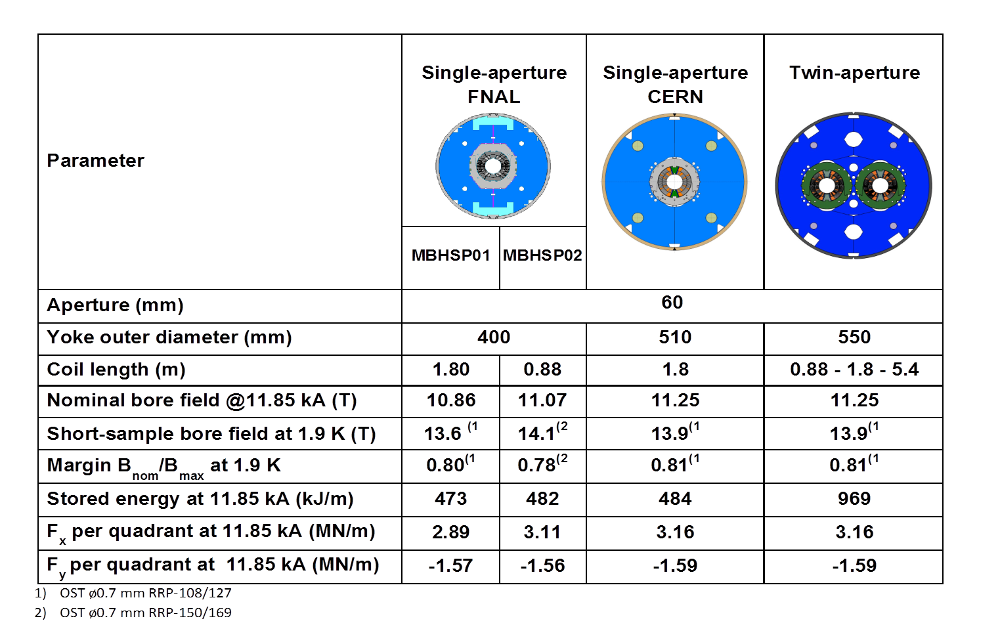 Single-aperture FNAL
Single-aperture CERN
Twin-aperture
Parameter
MBHSP01 MBHSP02
Aperture (mm) 60
Yoke outer diameter (mm) 400 510 550
Coil length (m) 1.80 0.88 1.8 0.88 - 1.8 - 5.4
Nominal bore field @11.85 kA (T) 10.86 11.07 11.25 11.25
Short-sample bore field at 1.9 K (T) 13.6 (1 14.1(2 13.9(1 13.9(1
Margin Bnom/Bmax at 1.9 K 0.80(1 0.78(2 0.81(1 0.81(1
Stored energy at 11.85 kA (kJ/m) 473 482 484 969
Fx per quadrant at 11.85 kA (MN/m) 2.89 3.11 3.16 3.16
Fy per quadrant at 11.85 kA (MN/m) -1.57 -1.56 -1.59 -1.59
1) OST ø0.7 mm RRP-108/127
2) OST ø0.7 mm RRP-150/169